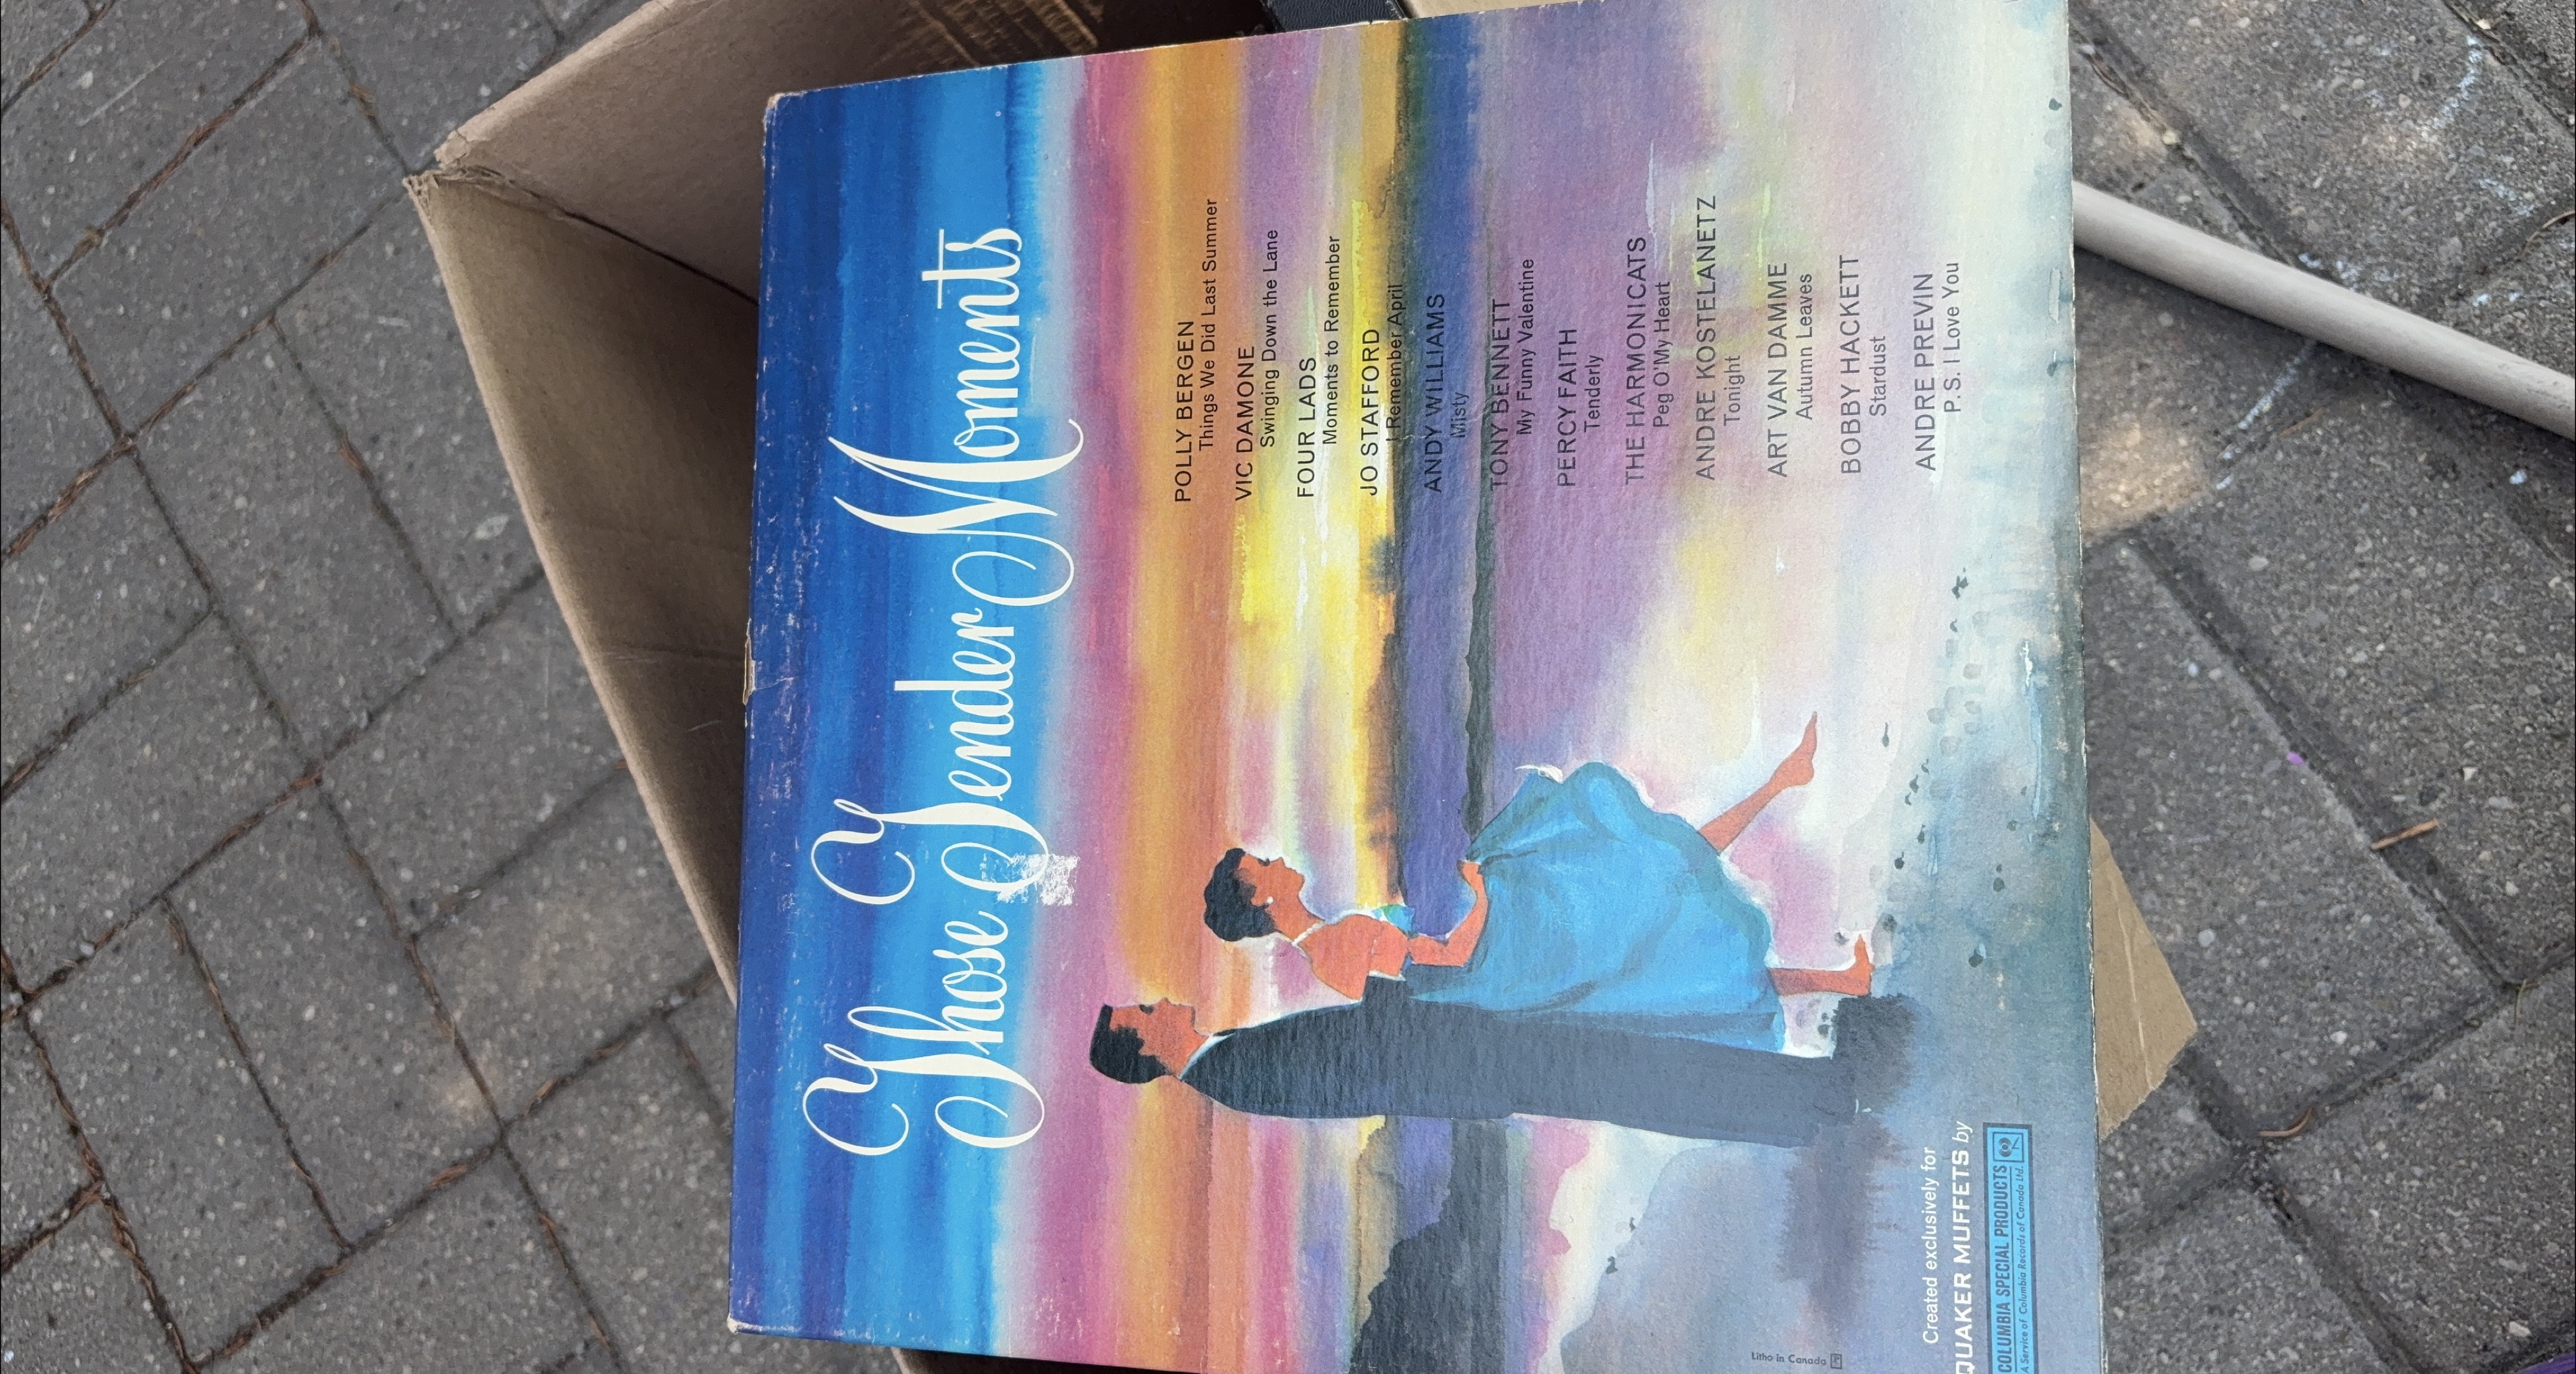 Those Tender Moments
POLLY BERGEN
Things We Did Last Summer
VIC DAMONE
Swinging Down the Lane
FOUR LADS
Moments to Remember
JO STAFFORD
I Remember April
ANDY WILLIAMS
Misty
TONY BENNETT
My Funny Valentine
PERCY FAITH
Tenderly
THE HARMONICATS
Peg O'My Heart
ANDRE KOSTELANETZ
Tonight
ART VAN DAMME
Autumn Leaves
BOBBY HACKETT
Stardust
ANDRE PREVIN
P. S. I Love You
Created exclusively for
QUAKER MUFFETS by
COLUMBIA SPECIAL PRODUCTS
A Service of Columbia Records of Canada Ltd.
Litho in Canada